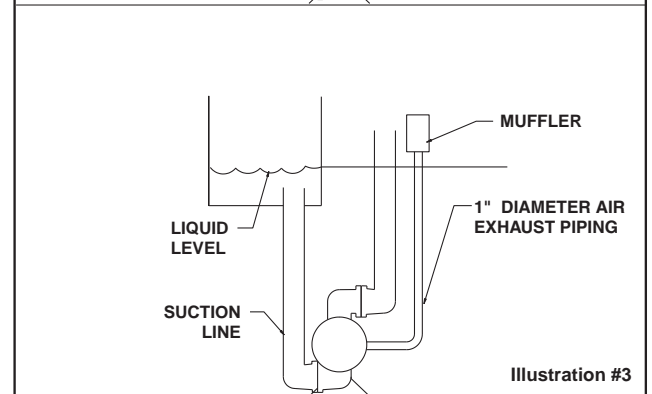 MUFFLER
1" DIAMETER AIR
EXHAUST PIPING
LIQUID
LEVEL
SUCTION
LINE
Illustration #3